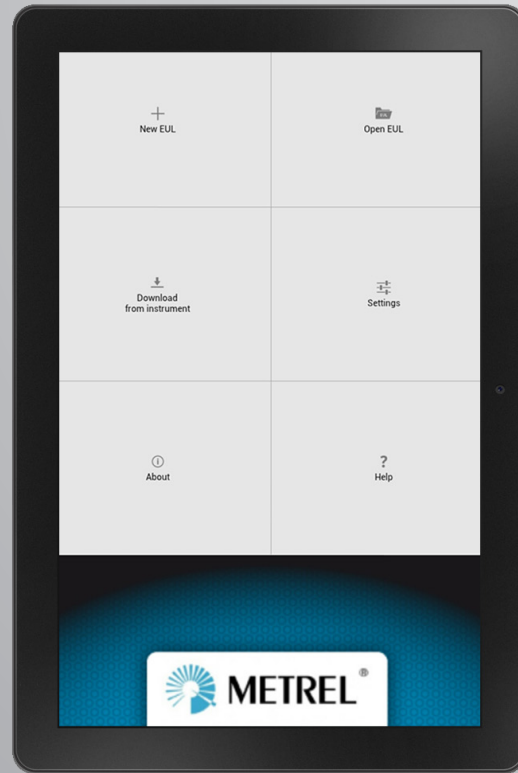 New EUL
Open EUL
Download
from instrument
Settings
About
Help
METREL®